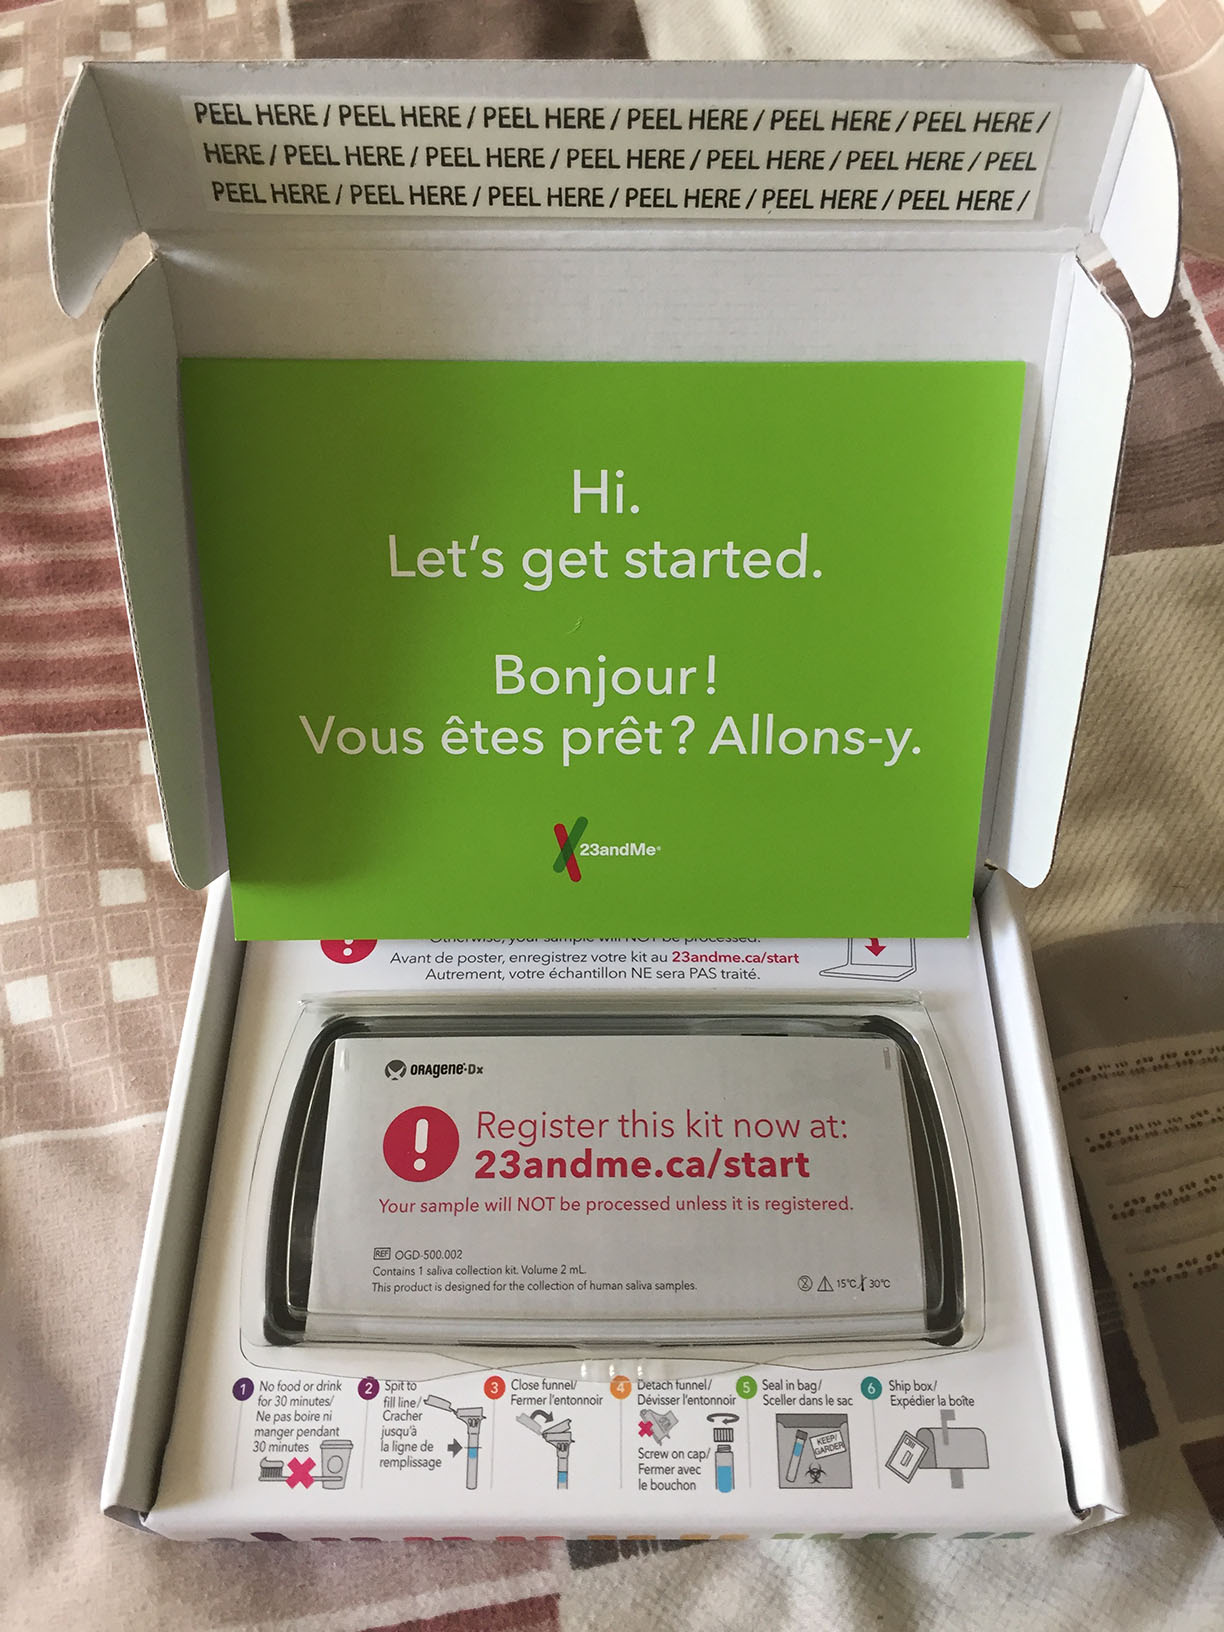 PEEL HERE / PEEL HERE / PEEL HERE / PEEL HERE / PEEL HERE / PEEL HERE /
HERE / PEEL HERE / PEEL HERE / PEEL HERE / PEEL HERE / PEEL HERE / PEEL
PEEL HERE / PEEL HERE / PEEL HERE / PEEL HERE / PEEL HERE / PEEL HERE /
Hi.
Let's get started.
Bonjour!
Vous êtes prêt? Allons-y.
23andMe®
Otherwise, your sample will NOT be processed.
Avant de poster, enregistrez votre kit au 23andme.ca/start
Autrement, votre échantillon NE sera PAS traité.
ORAgene·Dx
!
Register this kit now at:
23andme.ca/start
Your sample will NOT be processed unless it is registered.
REF OGD-500.002
Contains 1 saliva collection kit. Volume 2 mL.
This product is designed for the collection of human saliva samples.
15°C 30°C
1 No food or drink
for 30 minutes/
Ne pas boire ni
manger pendant
30 minutes
2 Spit to
fill line/
Cracher
jusqu'à
la ligne de
remplissage
3 Close funnel/
Fermer l'entonnoir
4 Detach funnel/
Dévisser l'entonnoir
Screw on cap/
Fermer avec
le bouchon
5 Seal in bag/
Sceller dans le sac
KEEP/
GARDER
6 Ship box/
Expédier la boîte